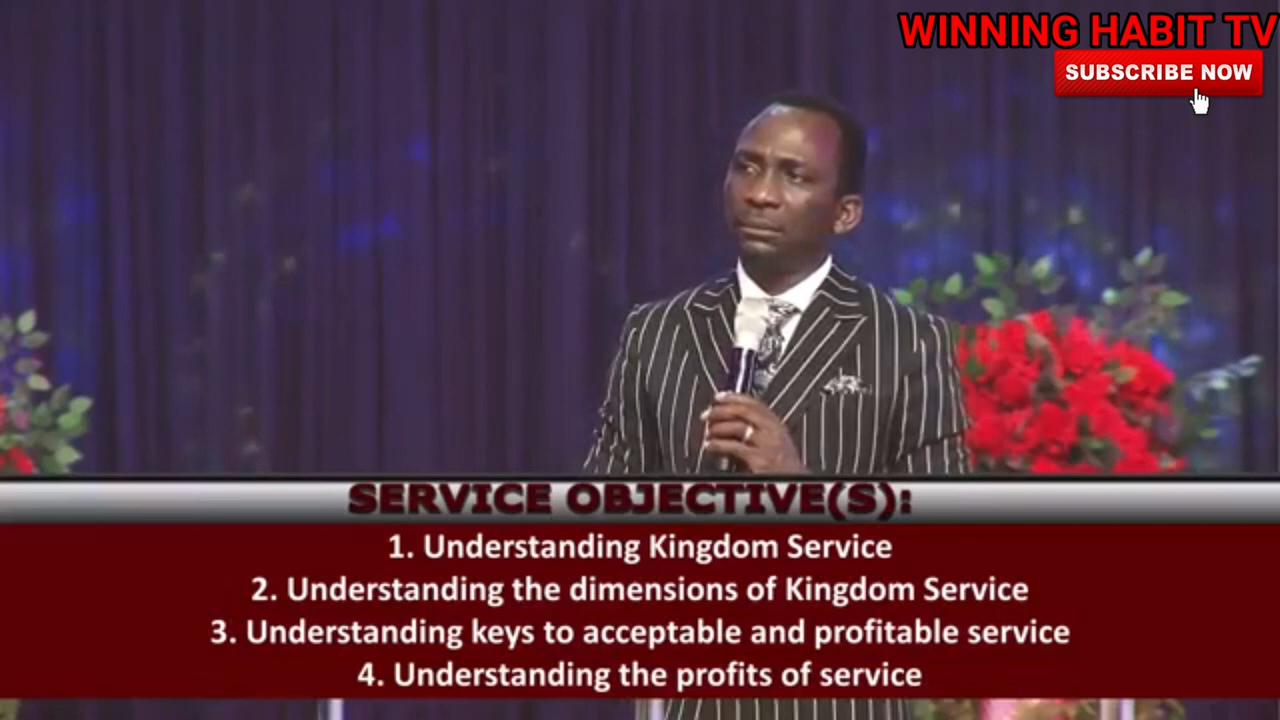 WINNING HABIT TV
SUBSCRIBE NOW
SERVICE OBJECTIVE(S):
1. Understanding Kingdom Service
2. Understanding the dimensions of Kingdom Service
3. Understanding keys to acceptable and profitable service
4. Understanding the profits of service